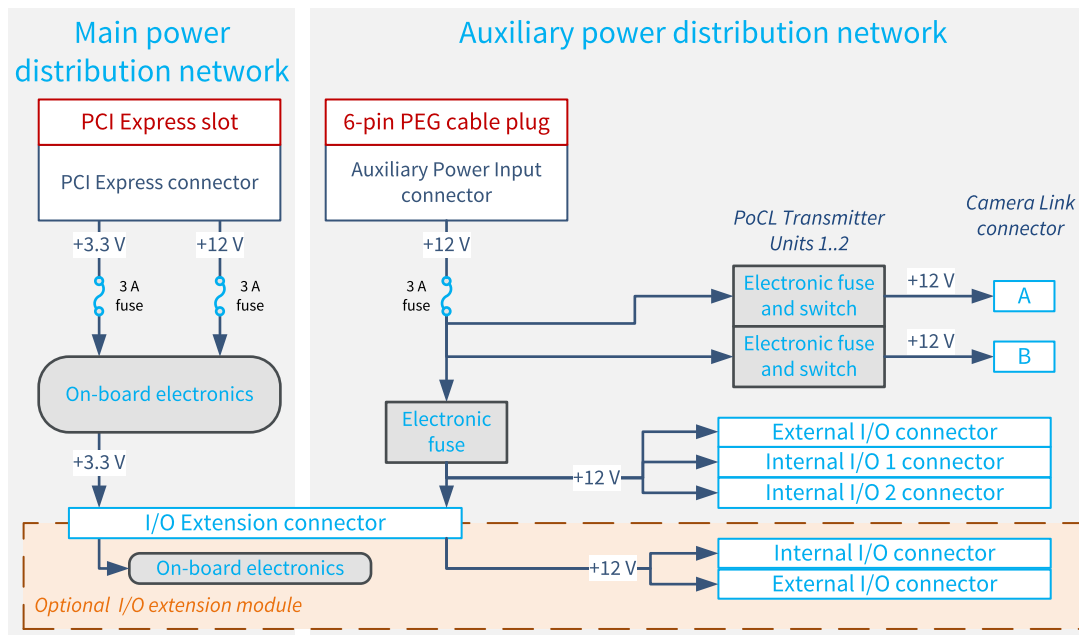 Main power
distribution network
PCI Express slot
PCI Express connector
+3.3 V
+12 V
3 A
fuse
3 A
fuse
On-board electronics
+3.3 V
Auxiliary power distribution network
6-pin PEG cable plug
Auxiliary Power Input
connector
+12 V
3 A
fuse
PoCL Transmitter
Units 1..2
Camera Link
connector
Electronic fuse
and switch
+12 V
A
Electronic fuse
and switch
+12 V
B
Electronic
fuse
+12 V
External I/O connector
Internal I/O 1 connector
Internal I/O 2 connector
I/O Extension connector
On-board electronics
+12 V
Internal I/O connector
External I/O connector
Optional I/O extension module